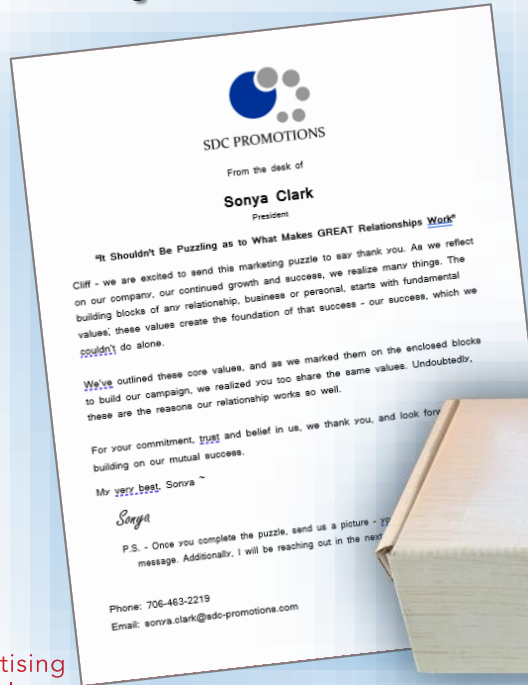 SDC PROMOTIONS
From the desk of
Sonya Clark
President
"It Shouldn't Be Puzzling as to What Makes GREAT Relationships Work"
Cliff - we are excited to send this marketing puzzle to say thank you. As we reflect
on our company, our continued growth and success, we realize many things. The
building blocks of any relationship, business or personal, starts with fundamental
values; these values create the foundation of that success - our success, which we
couldn't do alone.
We've outlined these core values, and as we marked them on the enclosed blocks
to build our campaign, we realized you too share the same values. Undoubtedly,
these are the reasons our relationship works so well.
For your commitment, trust and belief in us, we thank you, and look
building on our mutual success.
My very best, Sonya ~
Sonya
P.S. - Once you complete the puzzle, send us a picture -
message. Additionally, I will be reaching out in the next
Phone: 706-463-2219
Email: sonya.clark@sdc-promotions.com
tising